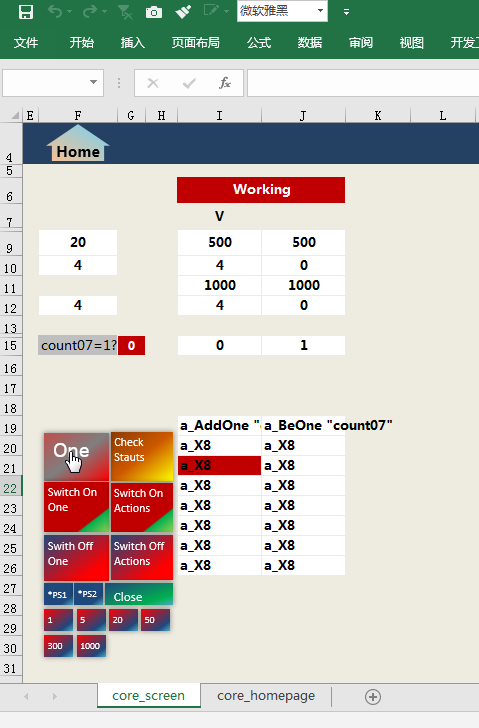 微软雅黑
文件 开始 插入 页面布局 公式 数据 审阅 视图 开发
fx
E F G H I J K L
4 Home
5
6 Working
7 V
9 20 500 500
10 4 4 0
11 1000 1000
12 4 4 0
13
15 count07=1? 0 0 1
16
17
18
19 a_AddOne " a_BeOne "count07"
20 One Check Stauts a_X8 a_X8
21 a_X8 a_X8
22 Switch On One Switch On Actions a_X8 a_X8
23 a_X8 a_X8
24 a_X8 a_X8
25 Swith Off One Switch Off Actions a_X8 a_X8
26 a_X8 a_X8
27 *PS1 *PS2 Close
28 1 5 20 50
29
30 300 1000
31
core_screen core_homepage